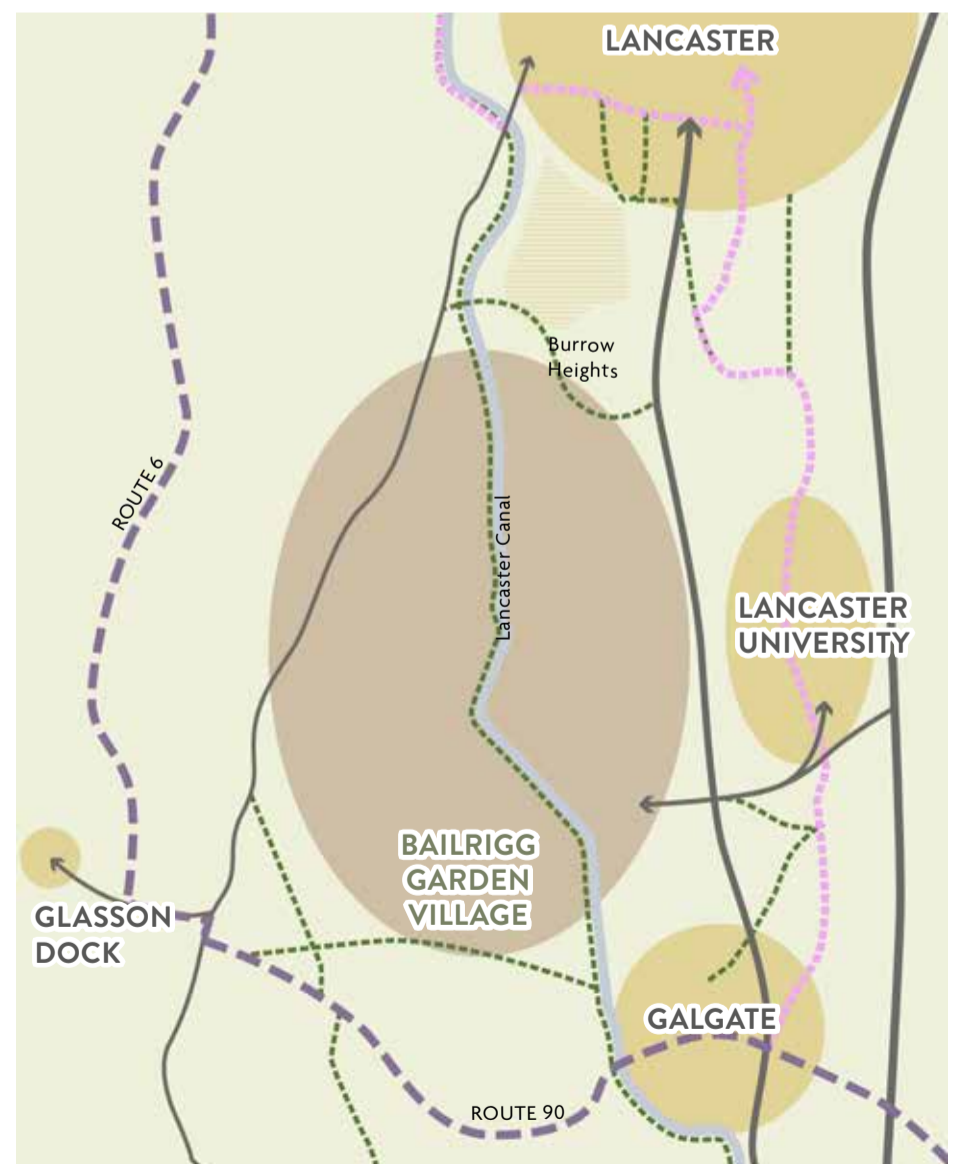 LANCASTER
Burrow
Heights
ROUTE 6
Lancaster Canal
LANCASTER
UNIVERSITY
BAILRIGG
GARDEN
VILLAGE
GLASSON
DOCK
GALGATE
ROUTE 90